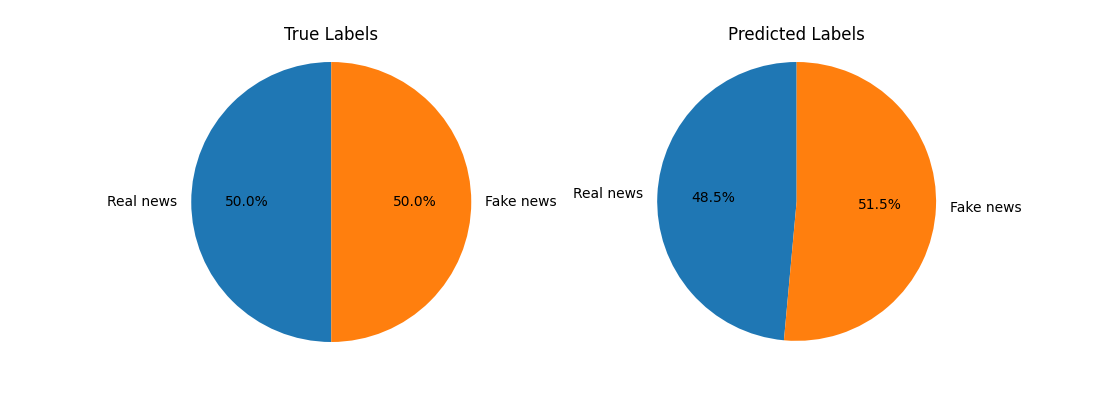 True Labels
Real news
50.0%
50.0%
Fake news
Predicted Labels
Real news
48.5%
51.5%
Fake news